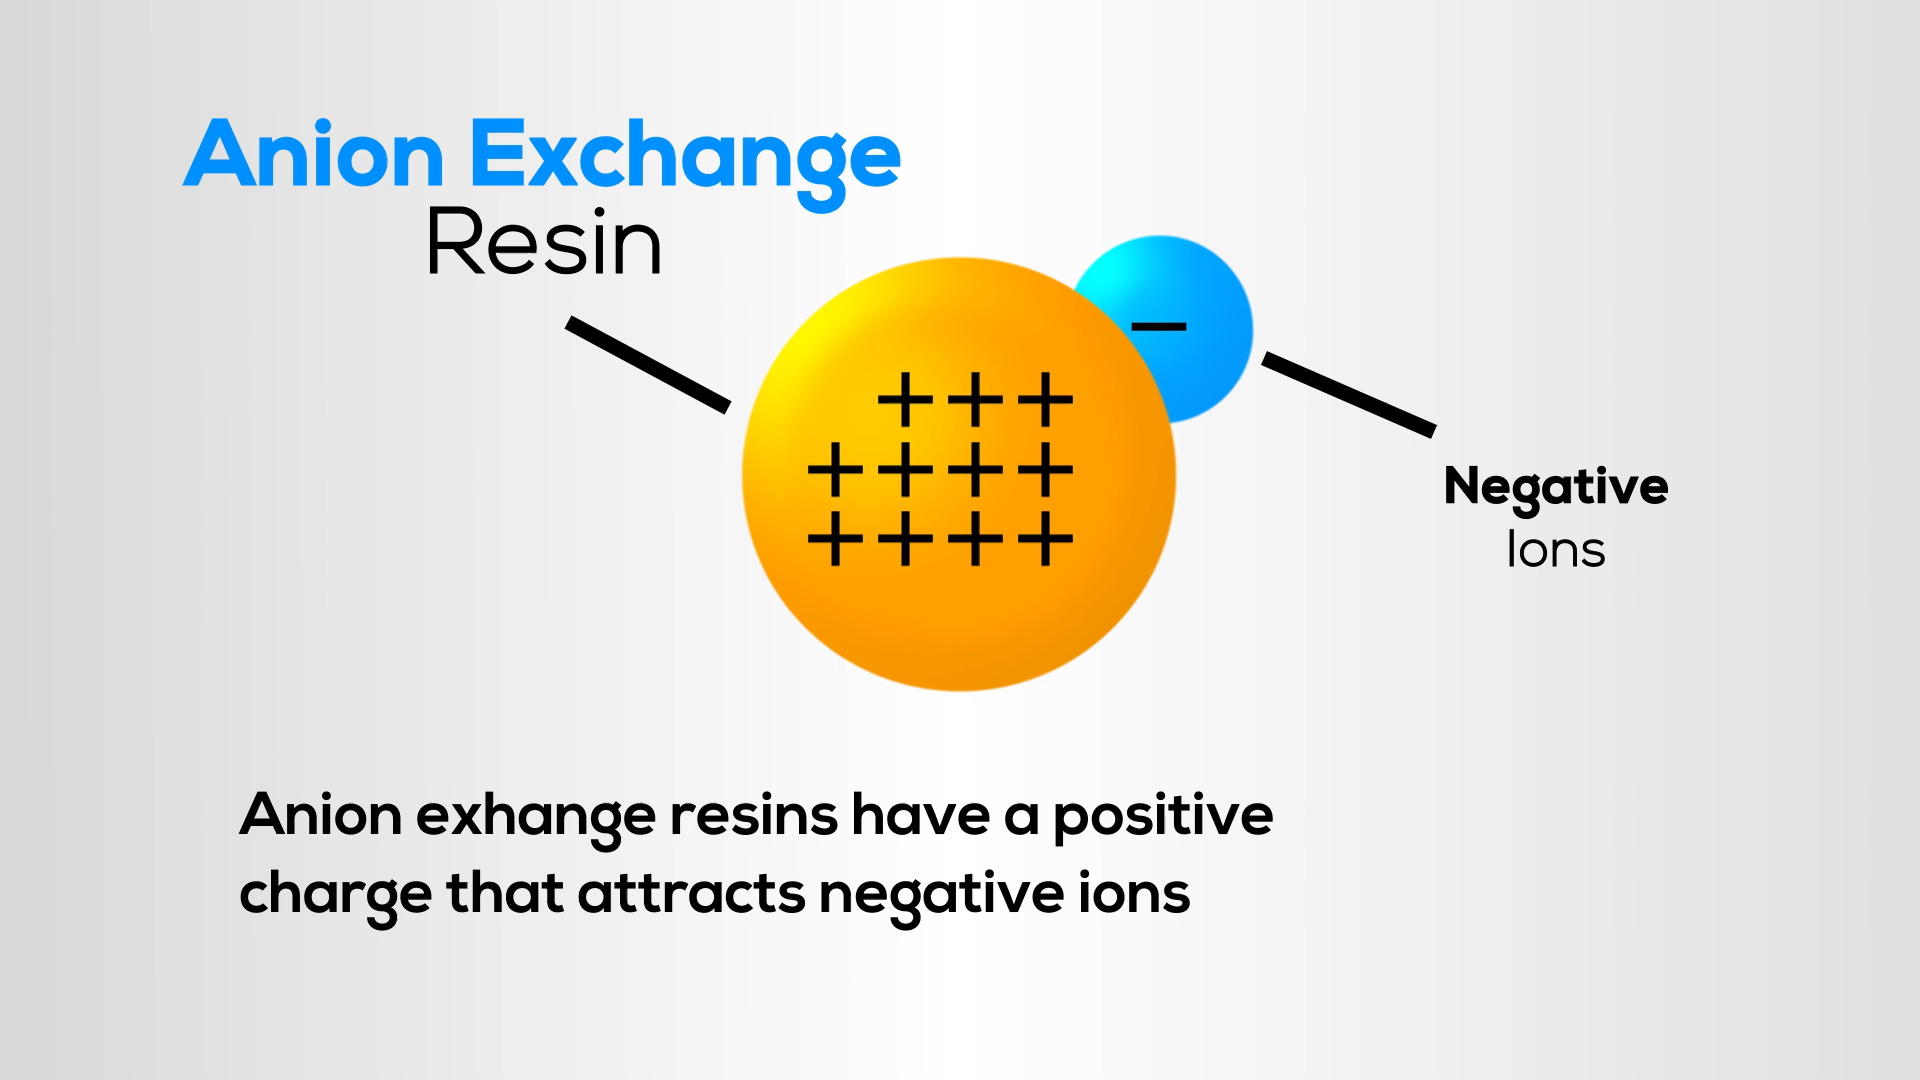 Anion Exchange
Resin
—
+++
++++
++++
Negative
Ions
Anion exhange resins have a positive
charge that attracts negative ions